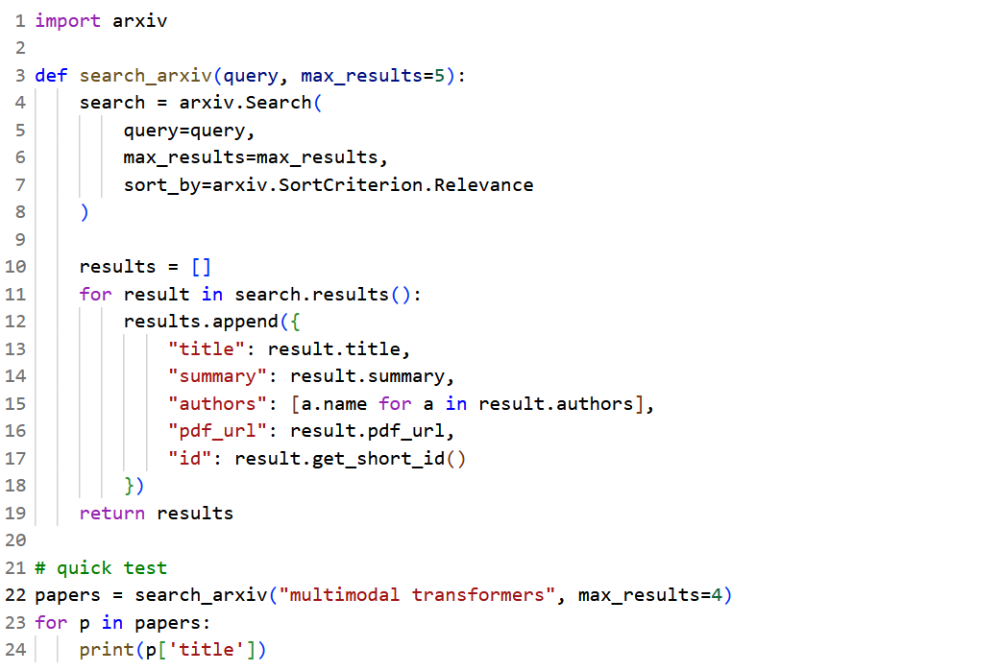 1 import arxiv
2
3 def search_arxiv(query, max_results=5):
4     search = arxiv.Search(
5         query=query,
6         max_results=max_results,
7         sort_by=arxiv.SortCriterion.Relevance
8     )
9
10     results = []
11     for result in search.results():
12         results.append({
13             "title": result.title,
14             "summary": result.summary,
15             "authors": [a.name for a in result.authors],
16             "pdf_url": result.pdf_url,
17             "id": result.get_short_id()
18         })
19     return results
20
21 # quick test
22 papers = search_arxiv("multimodal transformers", max_results=4)
23 for p in papers:
24     print(p['title'])